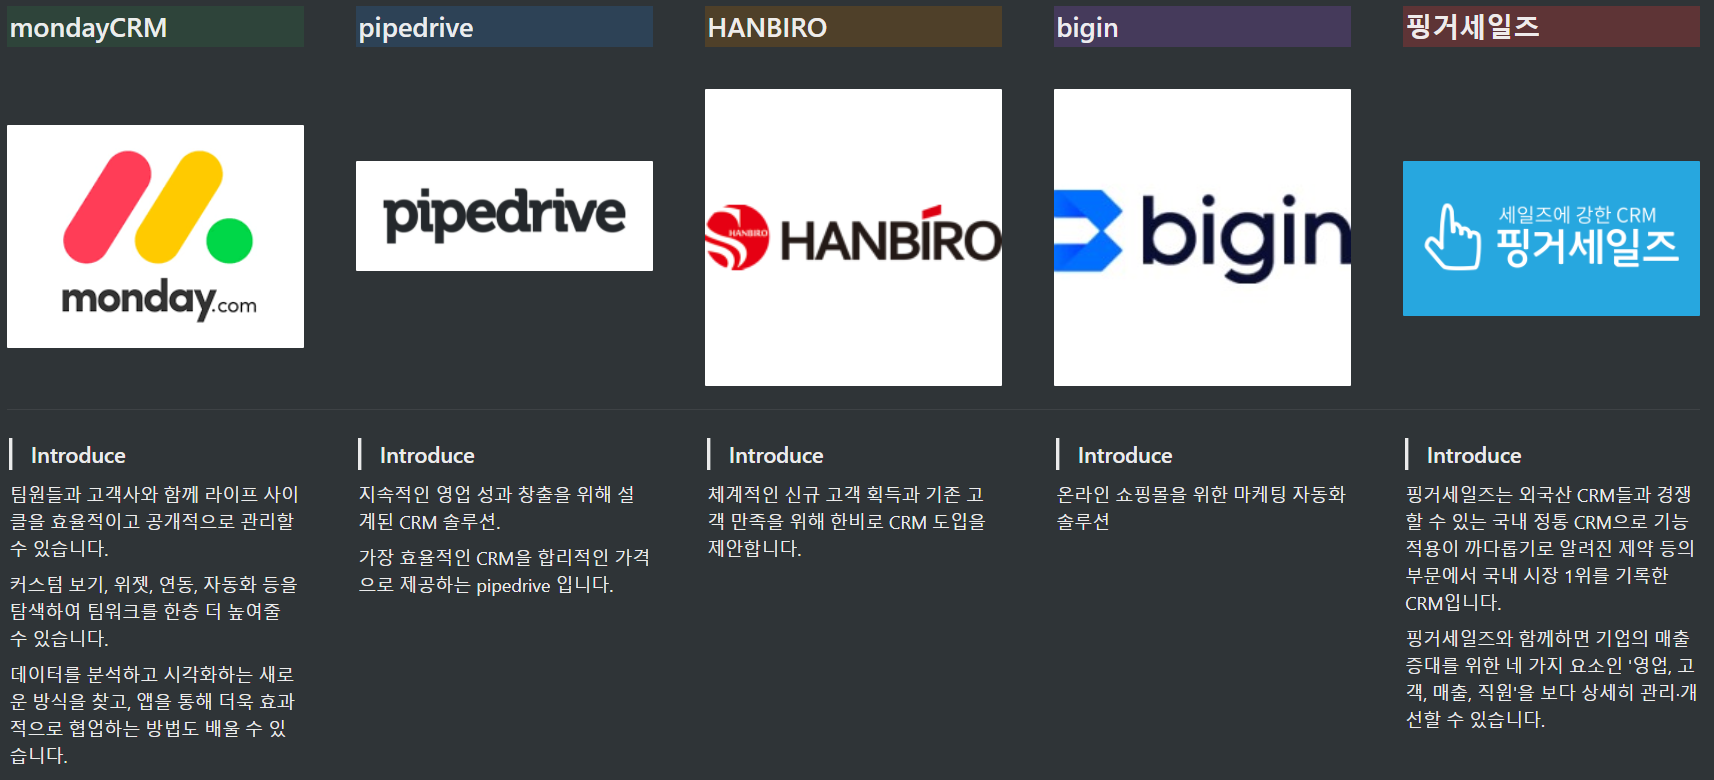 mondayCRM
pipedrive
HANBIRO
bigin
핑거세일즈
monday.com
pipedrive
HANBIRO
HANBIRO
bigin
세일즈에 강한 CRM
핑거세일즈
Introduce
팀원들과 고객사와 함께 라이프 사이
클을 효율적이고 공개적으로 관리할
수 있습니다.
커스텀 보기, 위젯, 연동, 자동화 등을
탐색하여 팀워크를 한층 더 높여줄
수 있습니다.
데이터를 분석하고 시각화하는 새로
운 방식을 찾고, 앱을 통해 더욱 효과
적으로 협업하는 방법도 배울 수 있
습니다.
Introduce
지속적인 영업 성과 창출을 위해 설
계된 CRM 솔루션.
가장 효율적인 CRM을 합리적인 가격
으로 제공하는 pipedrive 입니다.
Introduce
체계적인 신규 고객 획득과 기존 고
객 만족을 위해 한비로 CRM 도입을
제안합니다.
Introduce
온라인 쇼핑몰을 위한 마케팅 자동화
솔루션
Introduce
핑거세일즈는 외국산 CRM들과 경쟁
할 수 있는 국내 정통 CRM으로 기능
적용이 까다롭기로 알려진 제약 등의
부문에서 국내 시장 1위를 기록한
CRM입니다.
핑거세일즈와 함께하면 기업의 매출
증대를 위한 네 가지 요소인 '영업, 고
객, 매출, 직원'을 보다 상세히 관리·개
선할 수 있습니다.